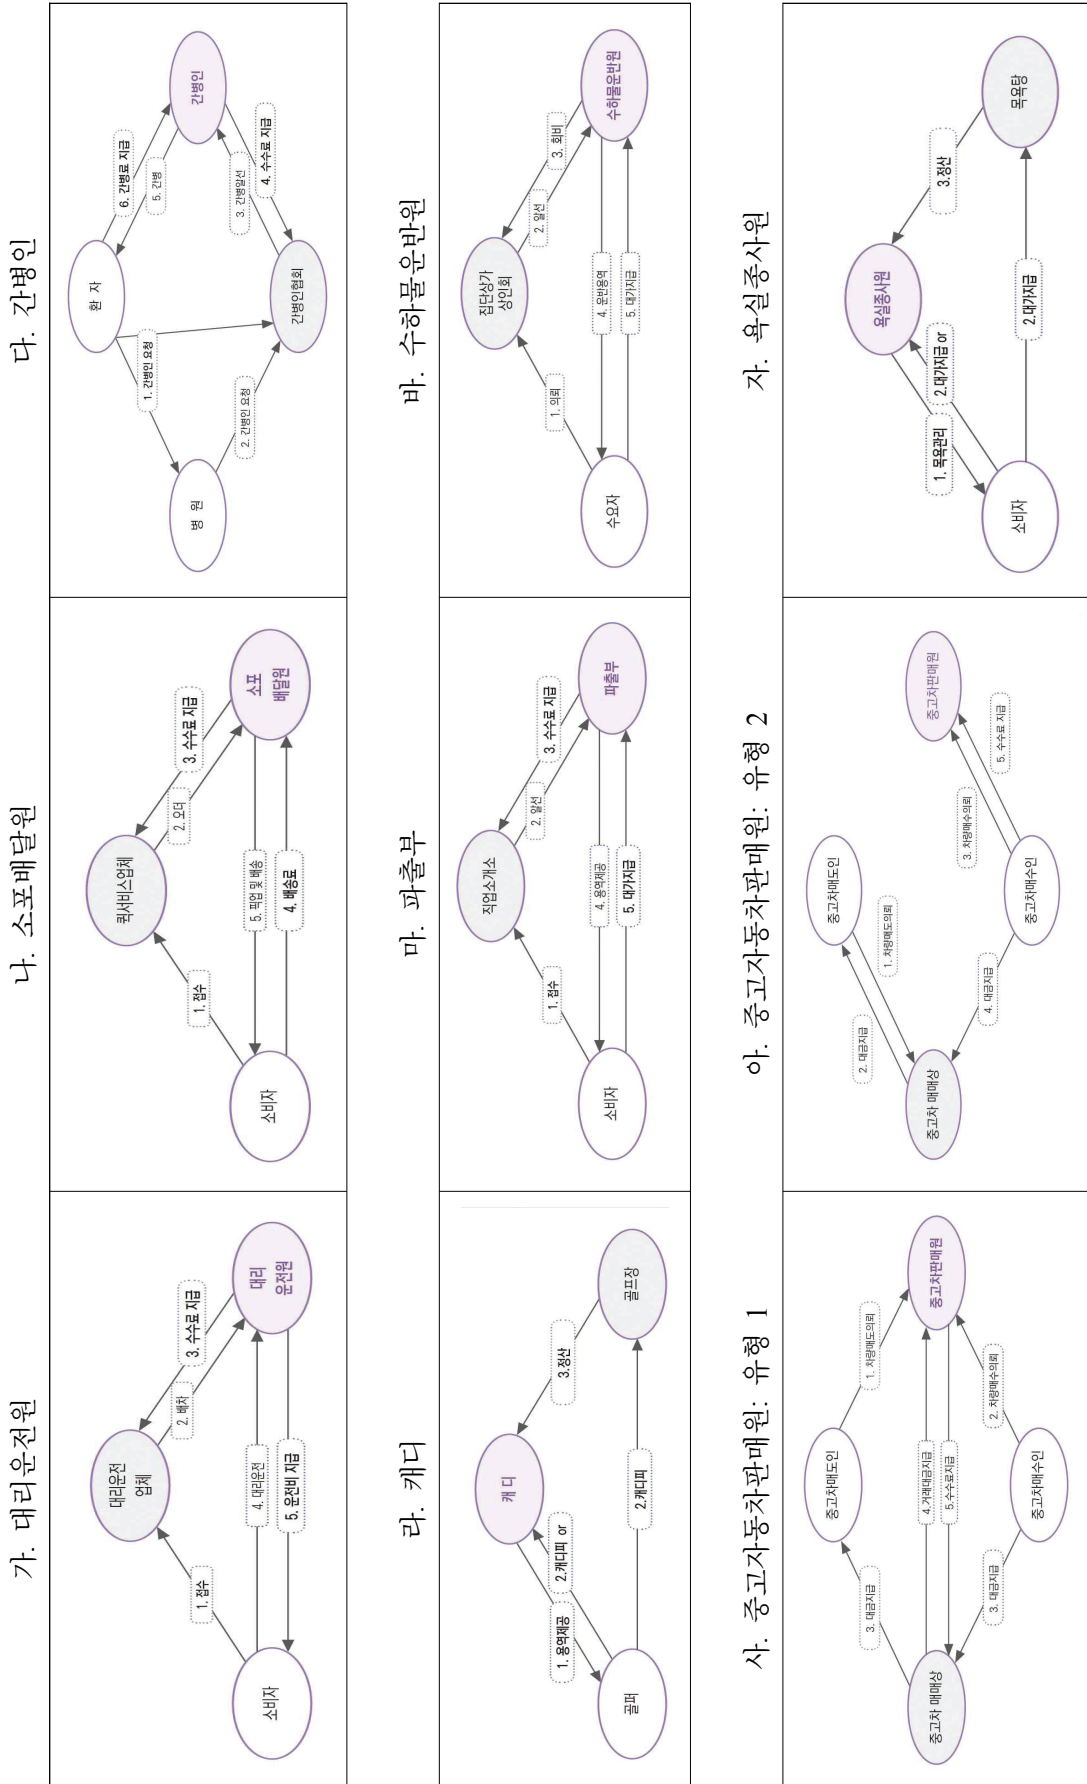 가. 대리운전원
대리운전
업체
대리
운전원
소비자
1. 접수
2. 배차
3. 수수료 지급
4. 대리운전
5. 운전비 지급
나. 소포배달원
퀵서비스업체
소포
배달원
소비자
1. 접수
2. 오더
3. 수수료 지급
5. 픽업 및 배송
4. 배송료
다. 간병인
환 자
간병인
병 원
간병인협회
6. 간병료 지급
5. 간병
1. 간병인 요청
2. 간병인 요청
3. 간병알선
4. 수수료 지급
라. 캐디
캐 디
골프장
골퍼
1. 용역제공
2.캐디피 or
2.캐디피
3.정산
마. 파출부
직업소개소
파출부
소비자
1. 접수
2. 알선
3. 수수료 지급
4. 용역제공
5. 대가지급
바. 수하물운반원
집단상가
상인회
수하물운반원
수요자
1. 의뢰
2. 알선
3. 회비
4. 운반용역
5. 대가지급
사. 중고자동차판매원: 유형 1
중고차매도인
중고차판매원
중고차 매매상
중고차매수인
1. 차량매도의뢰
3. 대금지급
4.거래대금지급
5.수수료지급
2. 차량매수의뢰
3. 대금지급
아. 중고자동차판매원: 유형 2
중고차매도인
중고차판매원
중고차 매매상
중고차매수인
1. 차량매도의뢰
2. 대금지급
3. 차량매수의뢰
4. 대금지급
5. 수수료 지급
자. 욕실종사원
욕실종사원
목욕탕
소비자
1. 목욕관리
2.대가지급 or
2.대가지급
3.정산